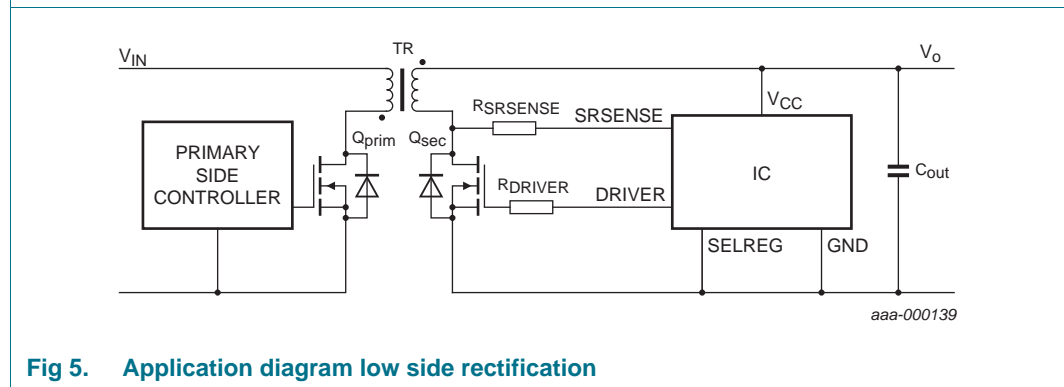 TR
V_IN
V_o
V_CC
R_SRSENSE
SRSENSE
Q_prim
Q_sec
PRIMARY
SIDE
CONTROLLER
IC
C_out
R_DRIVER
DRIVER
SELREG
GND
aaa-000139
Fig 5. Application diagram low side rectification